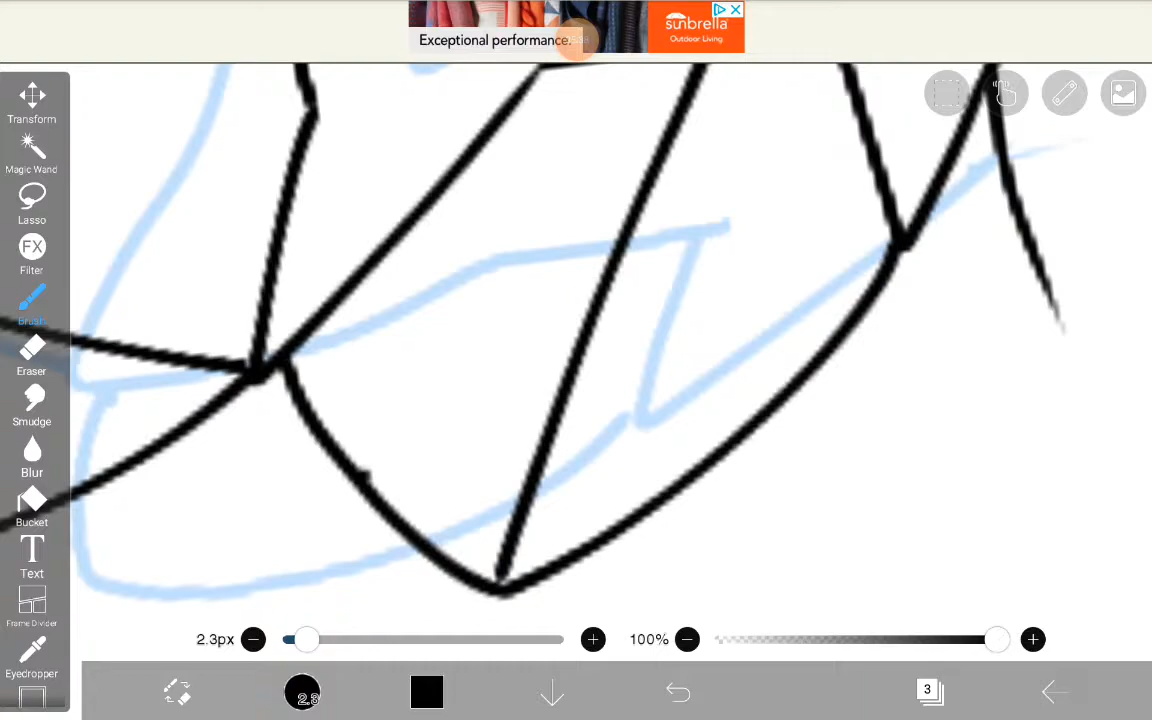 Exceptional performance.
sunbrella
Outdoor Living
Transform
Magic Wand
Lasso
FX
Filter
Brush
Eraser
Smudge
Blur
Bucket
T
Text
Frame Divider
Eyedropper
2.3px
100%
2.3
3